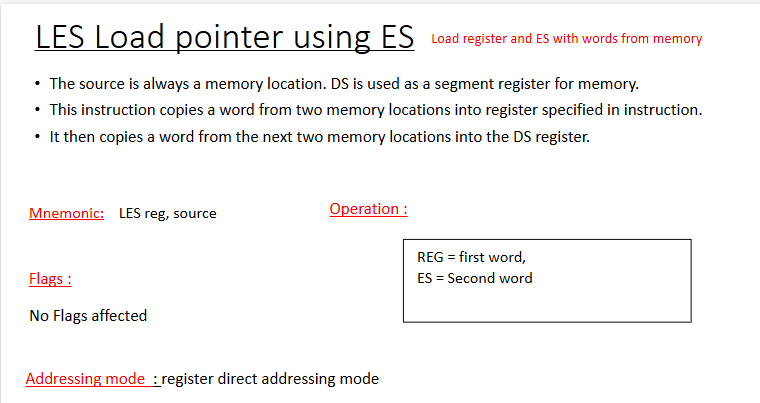 LES Load pointer using ES Load register and ES with words from memory
• The source is always a memory location. DS is used as a segment register for memory.
• This instruction copies a word from two memory locations into register specified in instruction.
• It then copies a word from the next two memory locations into the DS register.
Mnemonic: LES reg, source
Operation :
REG = first word,
ES = Second word
Flags :
No Flags affected
Addressing mode : register direct addressing mode